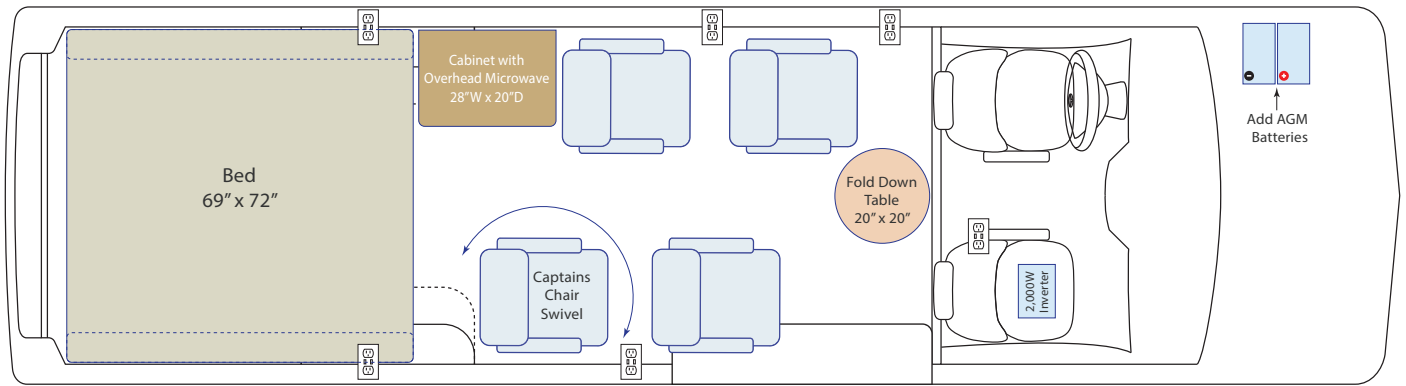 Cabinet with
Overhead Microwave
28”W x 20”D
Bed
69” x 72”
Add AGM
Batteries
Fold Down
Table
20” x 20”
Captains
Chair
Swivel
2,000W
Inverter